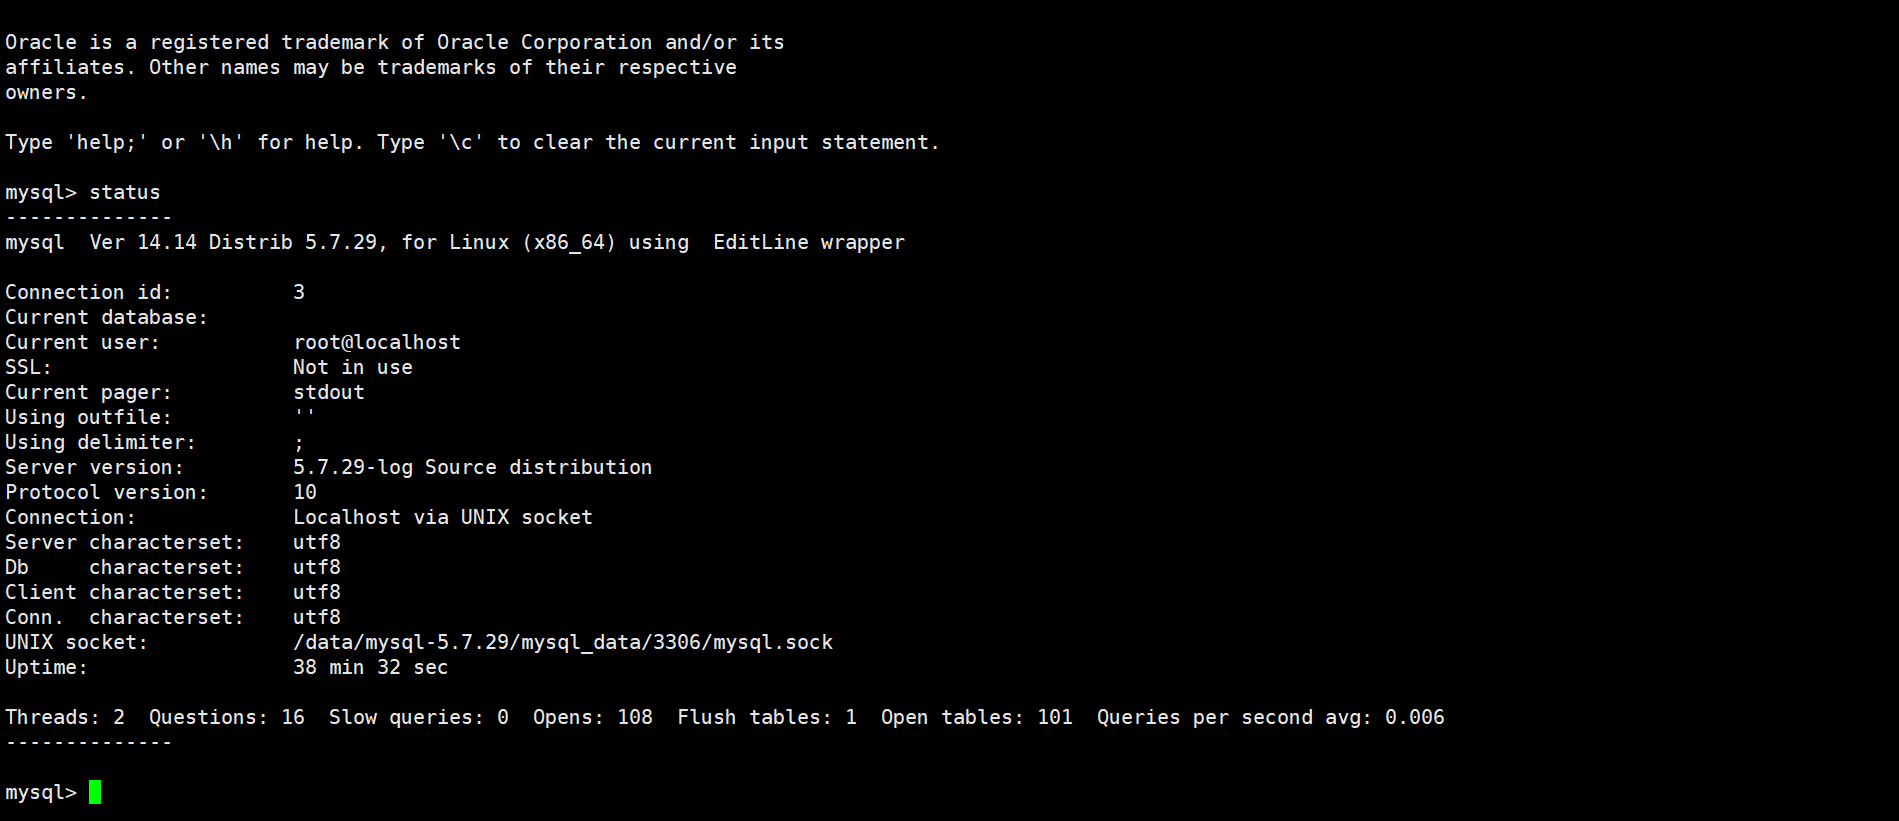 Oracle is a registered trademark of Oracle Corporation and/or its
affiliates. Other names may be trademarks of their respective
owners.
Type 'help;' or '\h' for help. Type '\c' to clear the current input statement.
mysql> status
--------------
mysql  Ver 14.14 Distrib 5.7.29, for Linux (x86_64) using  EditLine wrapper
Connection id:          3
Current database:
Current user:           root@localhost
SSL:                    Not in use
Current pager:          stdout
Using outfile:          ''
Using delimiter:        ;
Server version:         5.7.29-log Source distribution
Protocol version:       10
Connection:             Localhost via UNIX socket
Server characterset:    utf8
Db     characterset:    utf8
Client characterset:    utf8
Conn.  characterset:    utf8
UNIX socket:            /data/mysql-5.7.29/mysql_data/3306/mysql.sock
Uptime:                 38 min 32 sec
Threads: 2  Questions: 16  Slow queries: 0  Opens: 108  Flush tables: 1  Open tables: 101  Queries per second avg: 0.006
--------------
mysql>